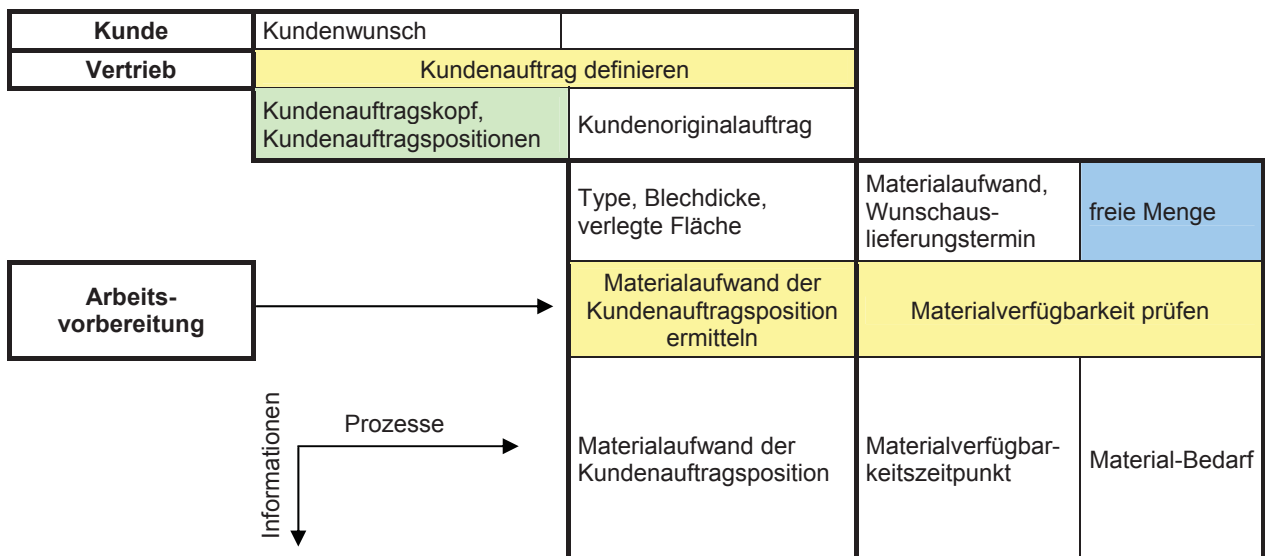 Kunde
Kundenwunsch
Vertrieb
Kundenauftrag definieren
Kundenauftragskopf,
Kundenauftragspositionen
Kundenoriginalauftrag
Type, Blechdicke,
verlegte Fläche
Materialaufwand,
Wunschaus-
lieferungstermin
freie Menge
Arbeits-
vorbereitung
Materialaufwand der
Kundenauftragsposition
ermitteln
Materialverfügbarkeit prüfen
Informationen
Prozesse
Materialaufwand der
Kundenauftragsposition
Materialverfügbar-
keitszeitpunkt
Material-Bedarf